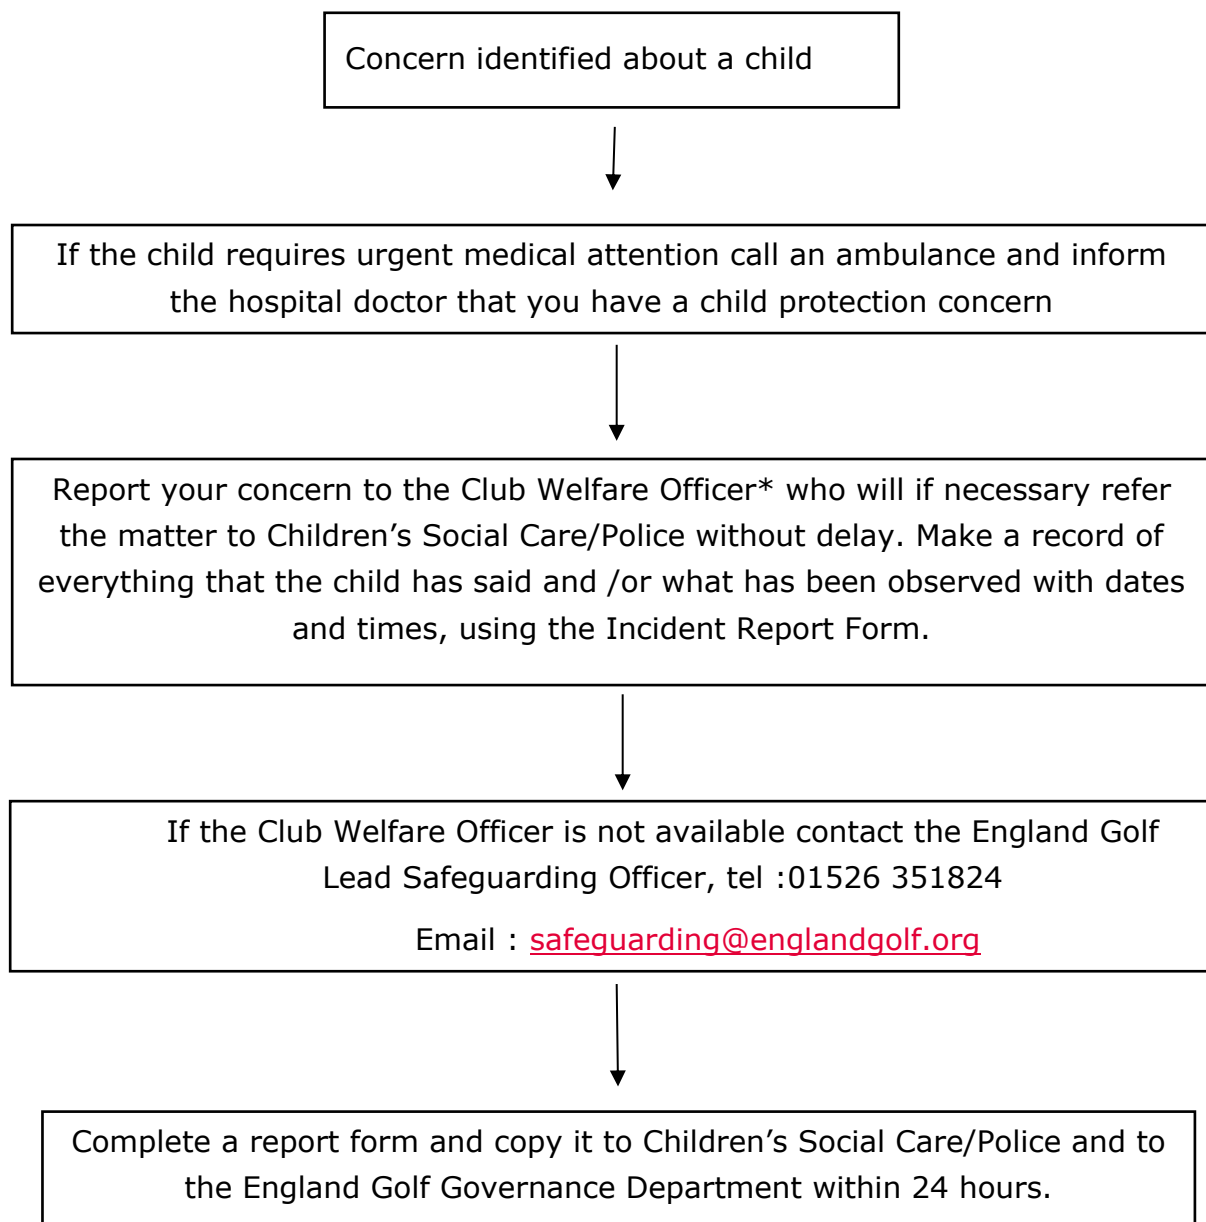 Concern identified about a child
If the child requires urgent medical attention call an ambulance and inform
the hospital doctor that you have a child protection concern
Report your concern to the Club Welfare Officer* who will if necessary refer
the matter to Children’s Social Care/Police without delay. Make a record of
everything that the child has said and /or what has been observed with dates
and times, using the Incident Report Form.
If the Club Welfare Officer is not available contact the England Golf
Lead Safeguarding Officer, tel :01526 351824
Email : safeguarding@englandgolf.org
Complete a report form and copy it to Children’s Social Care/Police and to
the England Golf Governance Department within 24 hours.